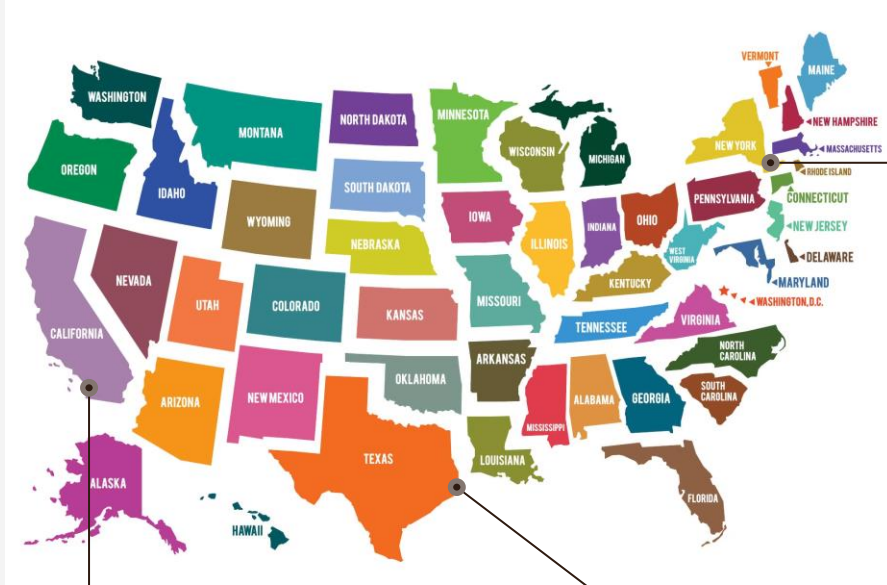 VERMONT
MAINE
WASHINGTON
NORTH DAKOTA
MINNESOTA
MONTANA
NEW HAMPSHIRE
WISCONSIN
NEW YORK
MASSACHUSETTS
OREGON
MICHIGAN
RHODE ISLAND
IDAHO
SOUTH DAKOTA
PENNSYLVANIA
CONNECTICUT
WYOMING
IOWA
OHIO
INDIANA
NEW JERSEY
NEBRASKA
ILLINOIS
WEST
VIRGINIA
DELAWARE
NEVADA
KENTUCKY
MARYLAND
UTAH
COLORADO
MISSOURI
WASHINGTON, D.C.
KANSAS
VIRGINIA
CALIFORNIA
TENNESSEE
NORTH
CAROLINA
ARKANSAS
OKLAHOMA
SOUTH
CAROLINA
ARIZONA
NEW MEXICO
ALABAMA
GEORGIA
MISSISSIPPI
TEXAS
LOUISIANA
ALASKA
FLORIDA
HAWAII